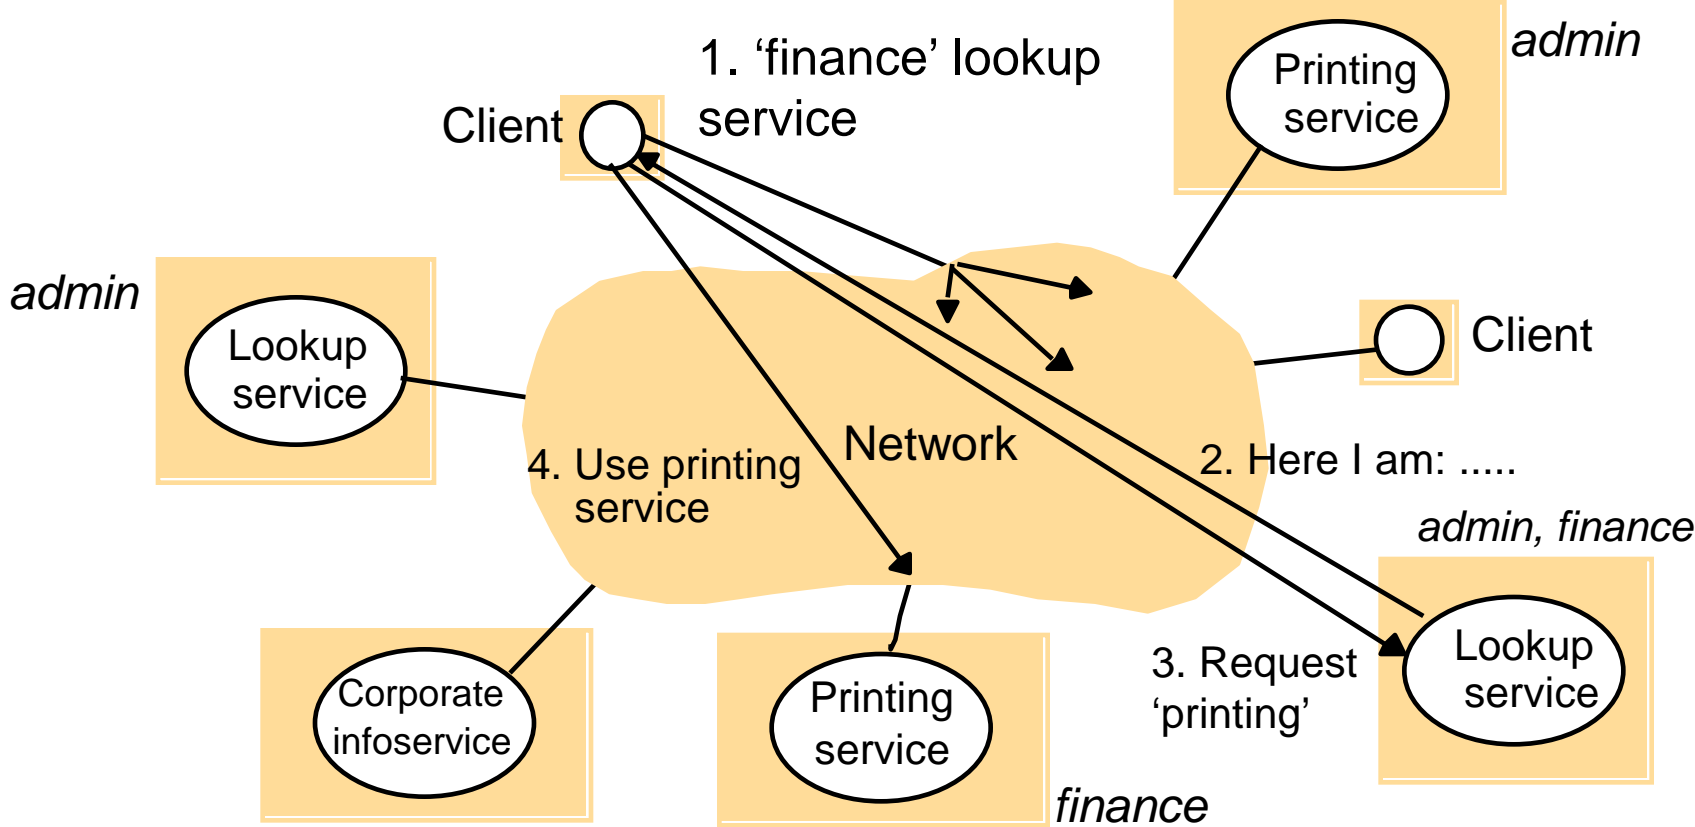 1. ‘finance’ lookup
service
Client
Printing
service
admin
admin
Lookup
service
Client
Network
4. Use printing
service
2. Here I am: .....
admin, finance
Corporate
infoservice
Printing
service
finance
3. Request
‘printing’
Lookup
service